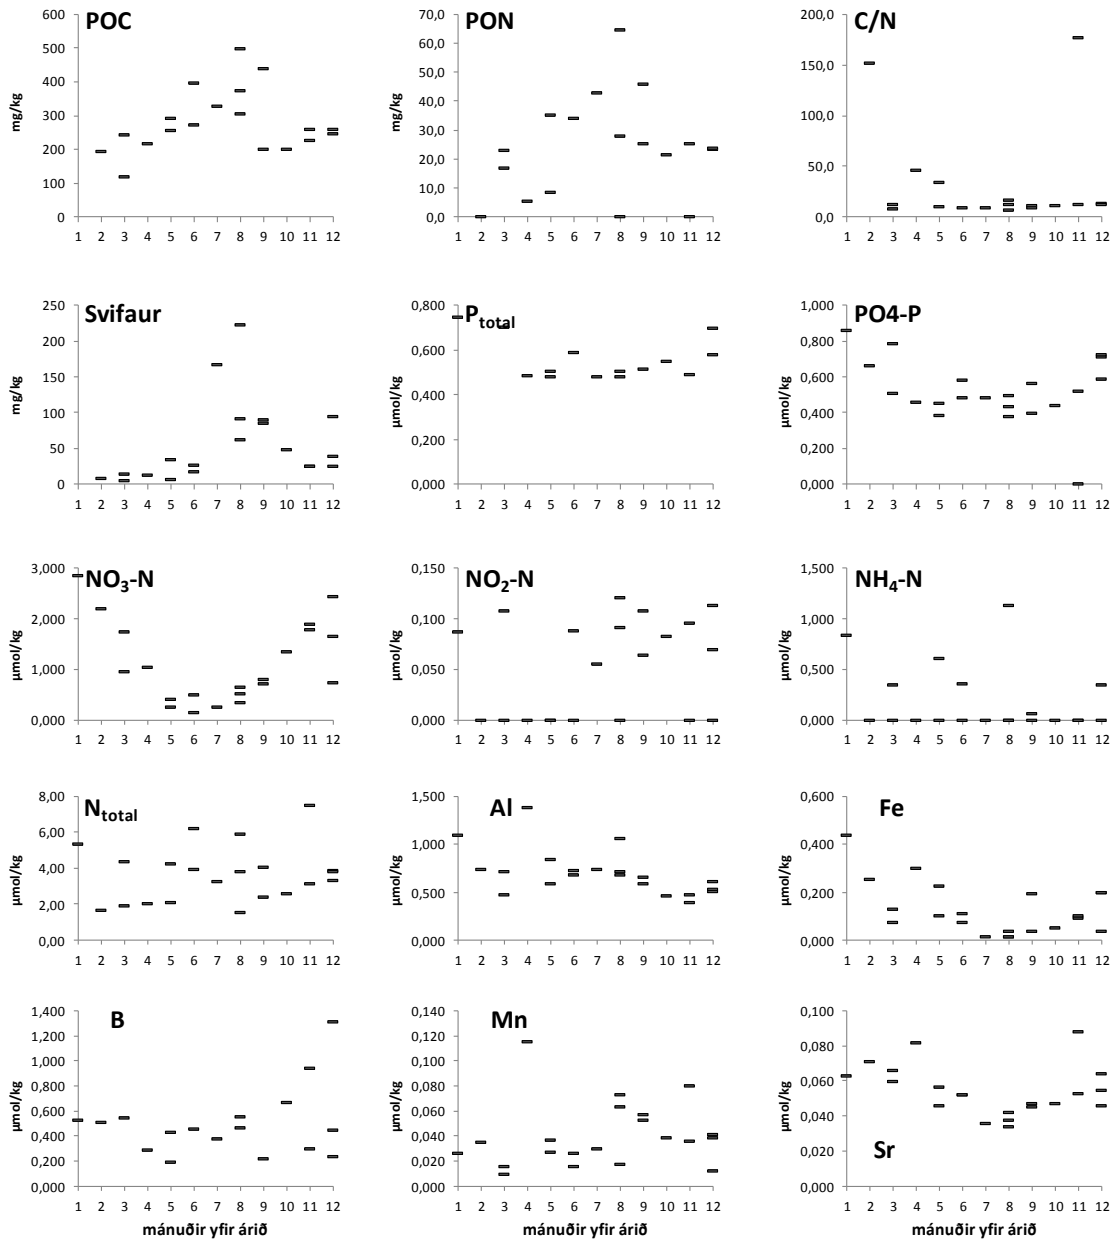 POC
mg/kg
600
500
400
300
200
100
0
1 2 3 4 5 6 7 8 9 10 11 12
PON
mg/kg
70,0
60,0
50,0
40,0
30,0
20,0
10,0
0,0
1 2 3 4 5 6 7 8 9 10 11 12
C/N
200,0
150,0
100,0
50,0
0,0
1 2 3 4 5 6 7 8 9 10 11 12
Svifaur
mg/kg
250
200
150
100
50
0
1 2 3 4 5 6 7 8 9 10 11 12
P_total
µmol/kg
0,800
0,600
0,400
0,200
0,000
1 2 3 4 5 6 7 8 9 10 11 12
PO4-P
µmol/kg
1,000
0,800
0,600
0,400
0,200
0,000
1 2 3 4 5 6 7 8 9 10 11 12
NO₃-N
µmol/kg
3,000
2,000
1,000
0,000
1 2 3 4 5 6 7 8 9 10 11 12
NO₂-N
µmol/kg
0,150
0,100
0,050
0,000
1 2 3 4 5 6 7 8 9 10 11 12
NH₄-N
µmol/kg
1,500
1,000
0,500
0,000
1 2 3 4 5 6 7 8 9 10 11 12
N_total
µmol/kg
8,00
6,00
4,00
2,00
0,00
1 2 3 4 5 6 7 8 9 10 11 12
Al
µmol/kg
1,500
1,000
0,500
0,000
1 2 3 4 5 6 7 8 9 10 11 12
Fe
µmol/kg
0,600
0,400
0,200
0,000
1 2 3 4 5 6 7 8 9 10 11 12
B
µmol/kg
1,400
1,200
1,000
0,800
0,600
0,400
0,200
0,000
1 2 3 4 5 6 7 8 9 10 11 12
mánuðir yfir árið
Mn
µmol/kg
0,140
0,120
0,100
0,080
0,060
0,040
0,020
0,000
1 2 3 4 5 6 7 8 9 10 11 12
mánuðir yfir árið
Sr
µmol/kg
0,100
0,080
0,060
0,040
0,020
0,000
1 2 3 4 5 6 7 8 9 10 11 12
mánuðir yfir árið